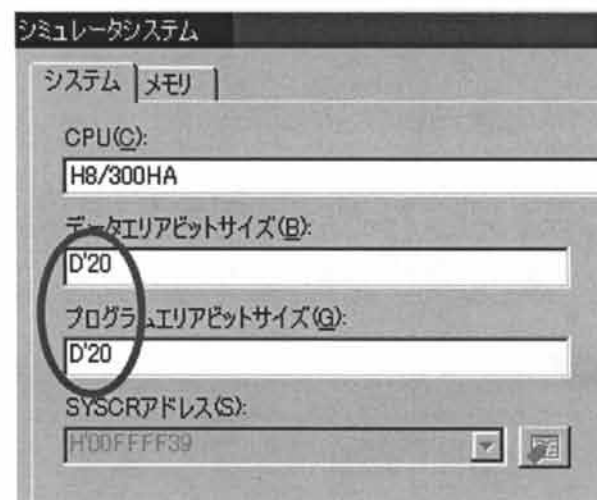 シミュレータシステム
システム メモリ
CPU(C):
H8/300HA
データエリアビットサイズ(B):
D'20
プログラムエリアビットサイズ(G):
D'20
SYSCRアドレス(S):
H'00FFFF39